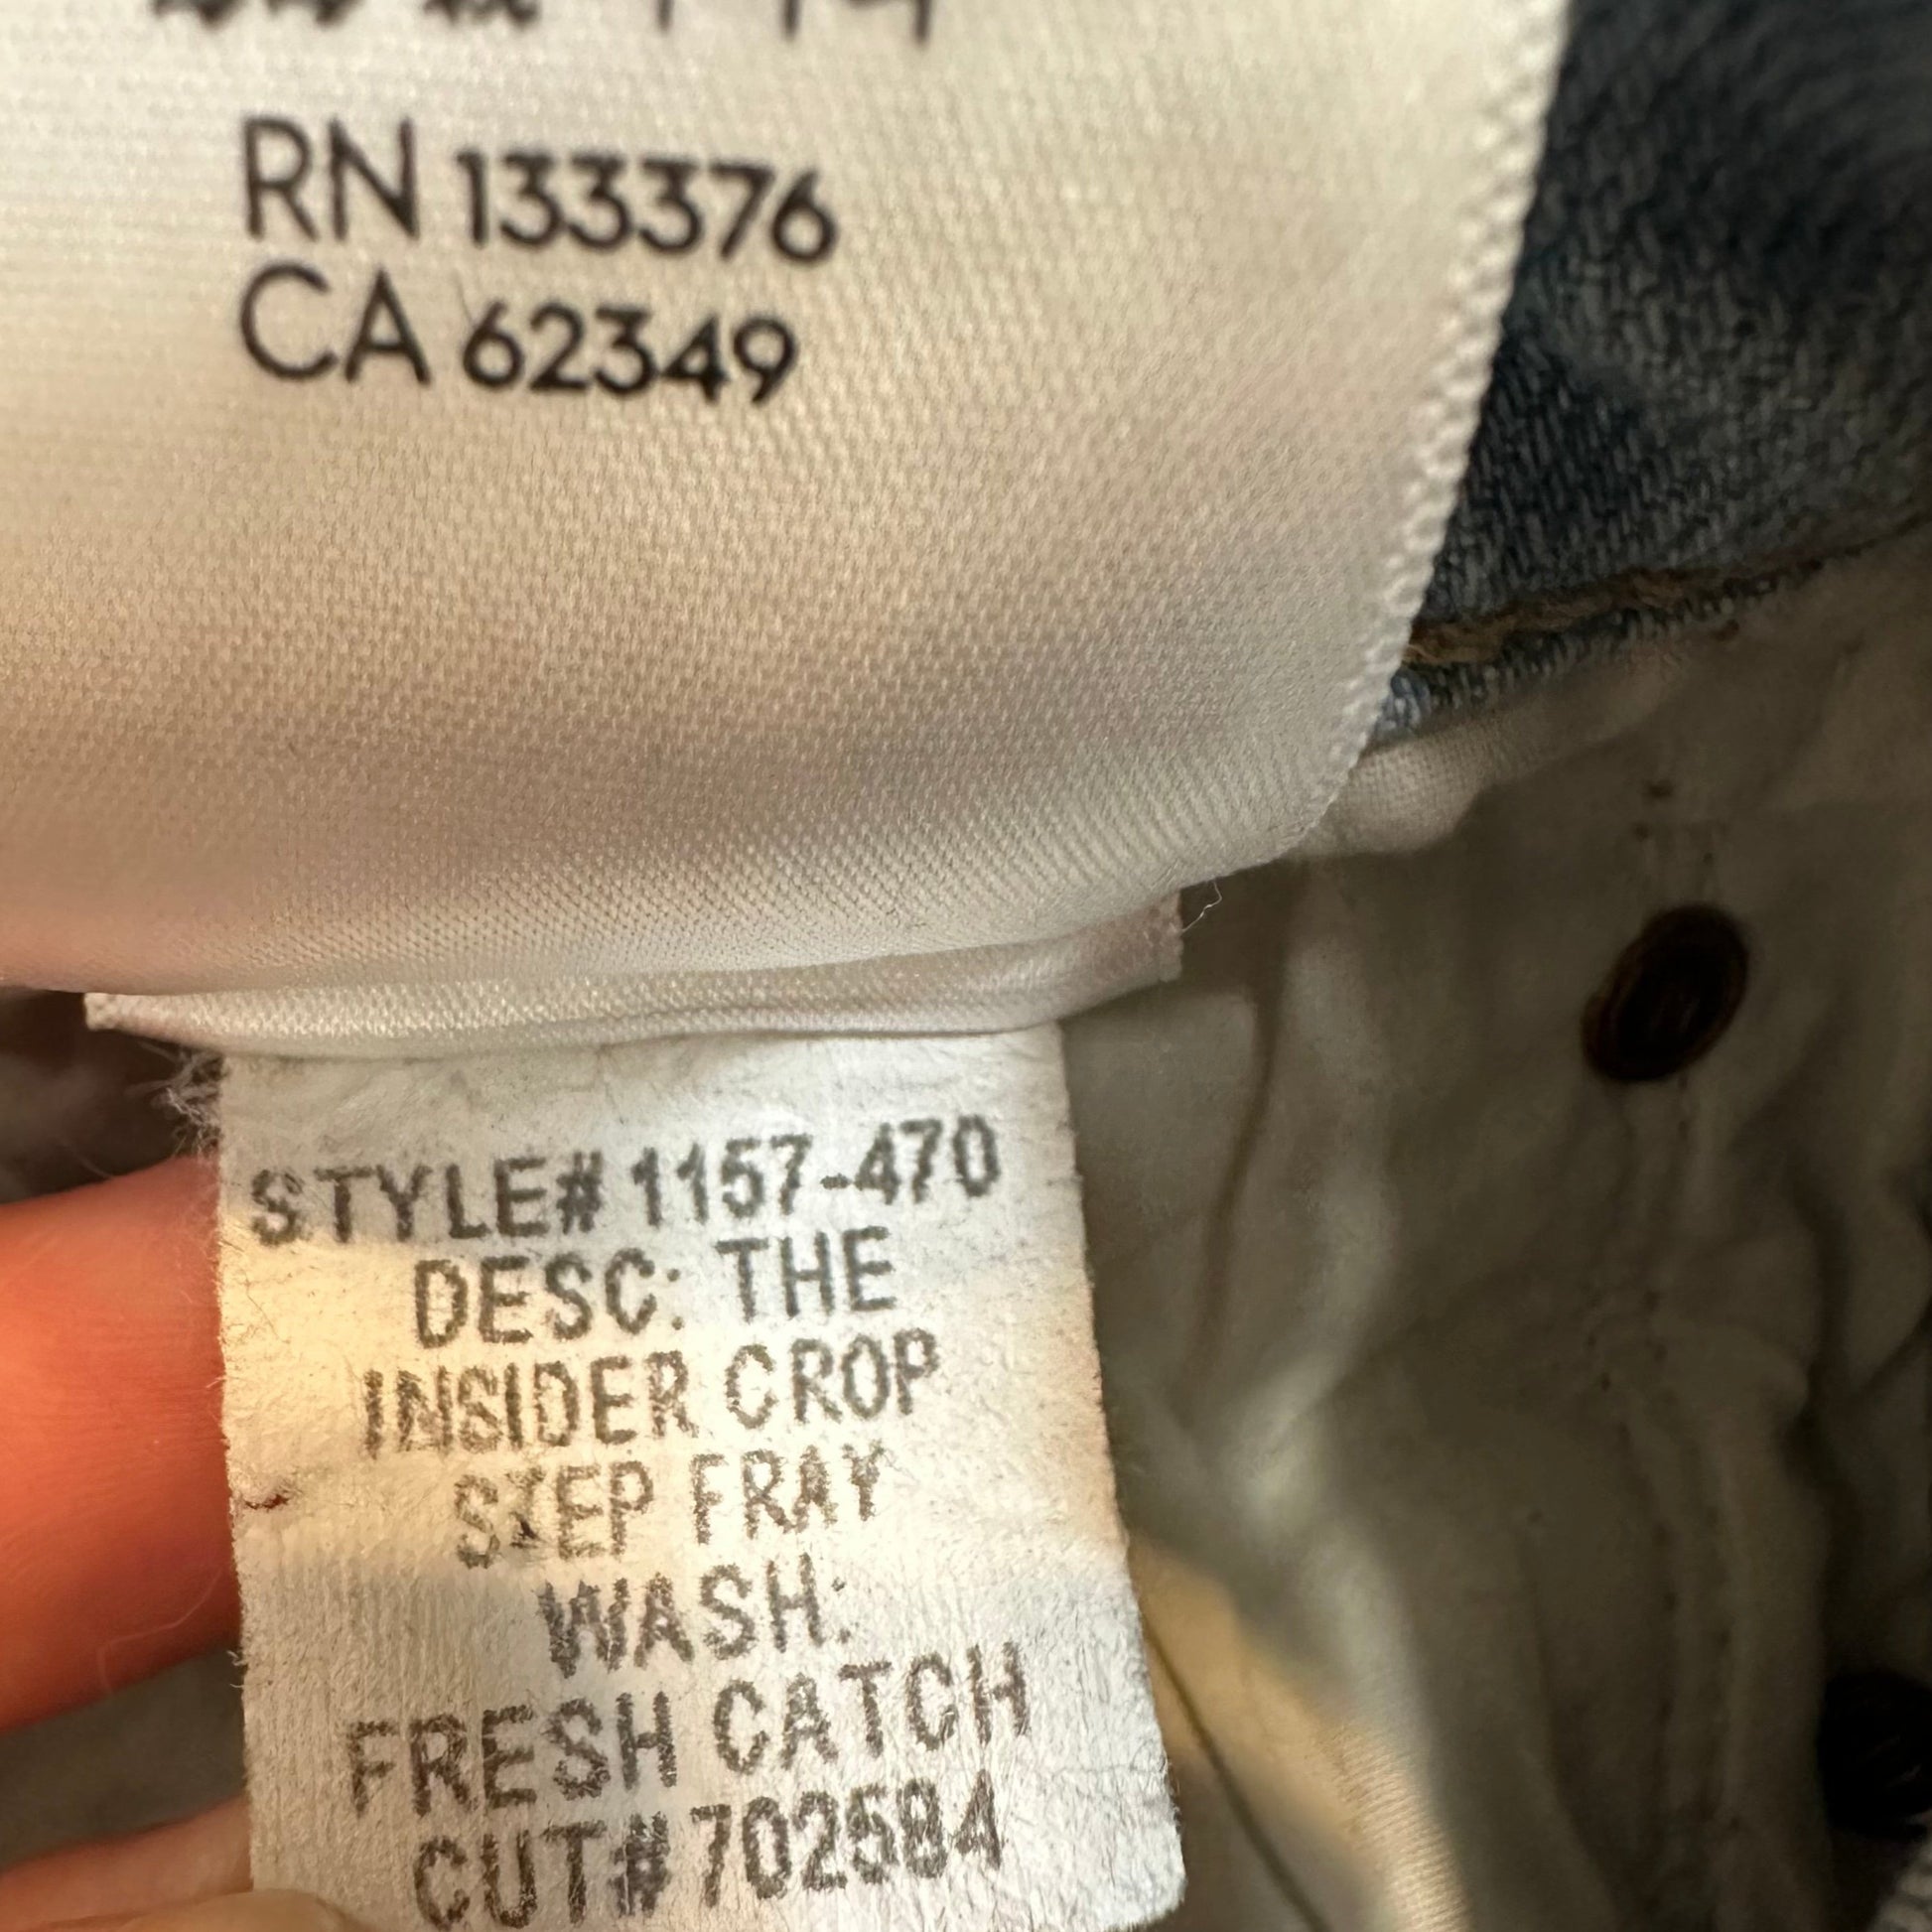 RN 133376
CA 62349
STYLE# 1157-470
DESC: THE
INSIDER CROP
STEP FRAY
WASH:
FRESH CATCH
CUT# 702584